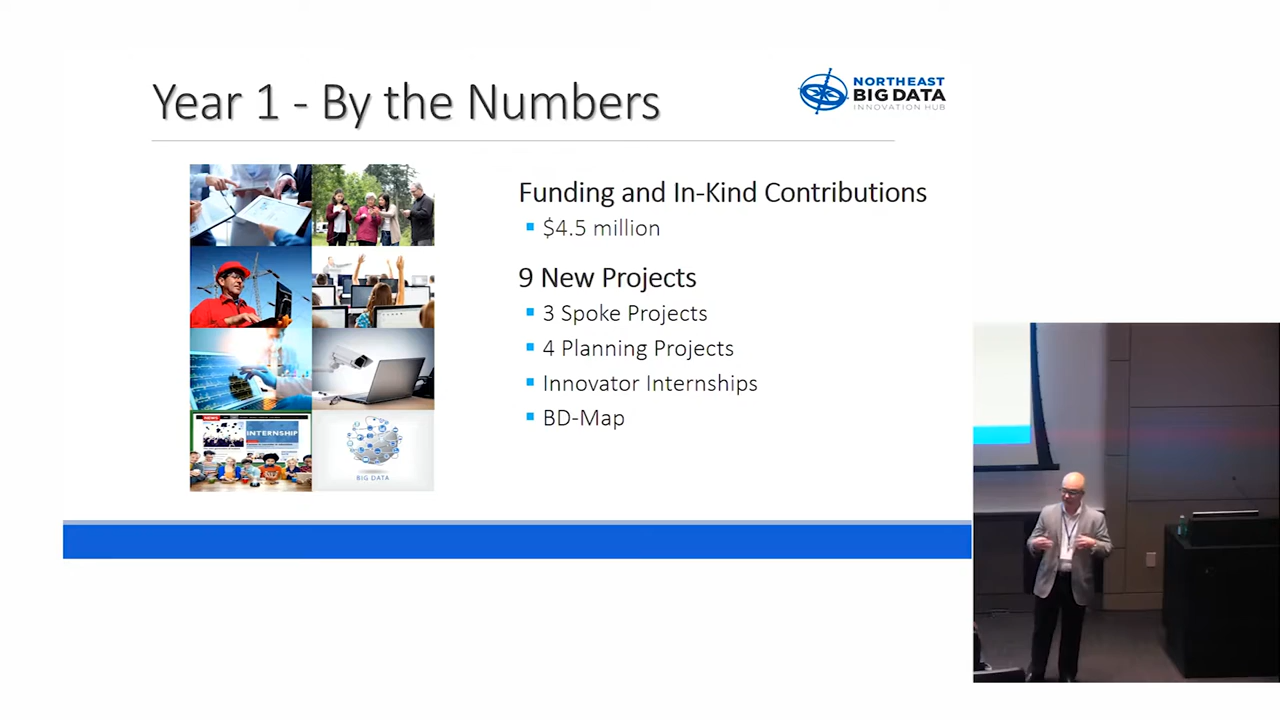 Year 1 - By the Numbers
NORTHEAST
BIG DATA
INNOVATION HUB
Funding and In-Kind Contributions
$4.5 million
9 New Projects
3 Spoke Projects
4 Planning Projects
Innovator Internships
BD-Map
NEWS
INTERNSHIP
BIG DATA